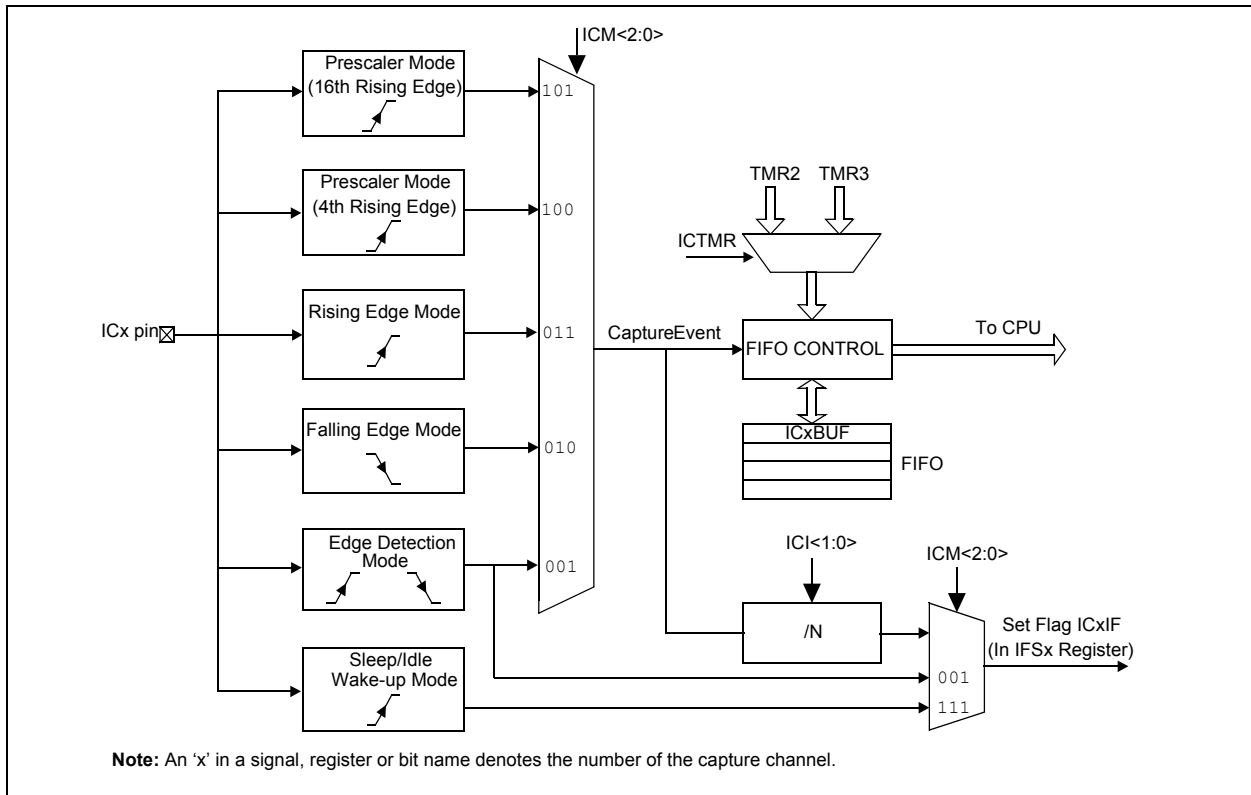 ICM<2:0>
Prescaler Mode
(16th Rising Edge)
101
Prescaler Mode
(4th Rising Edge)
100
TMR2
TMR3
ICTMR
ICx pin
Rising Edge Mode
011
CaptureEvent
FIFO CONTROL
To CPU
Falling Edge Mode
010
ICxBUF
FIFO
Edge Detection
Mode
001
ICI<1:0>
ICM<2:0>
/N
Set Flag ICxIF
(In IFSx Register)
Sleep/Idle
Wake-up Mode
001
111
Note: An ‘x’ in a signal, register or bit name denotes the number of the capture channel.